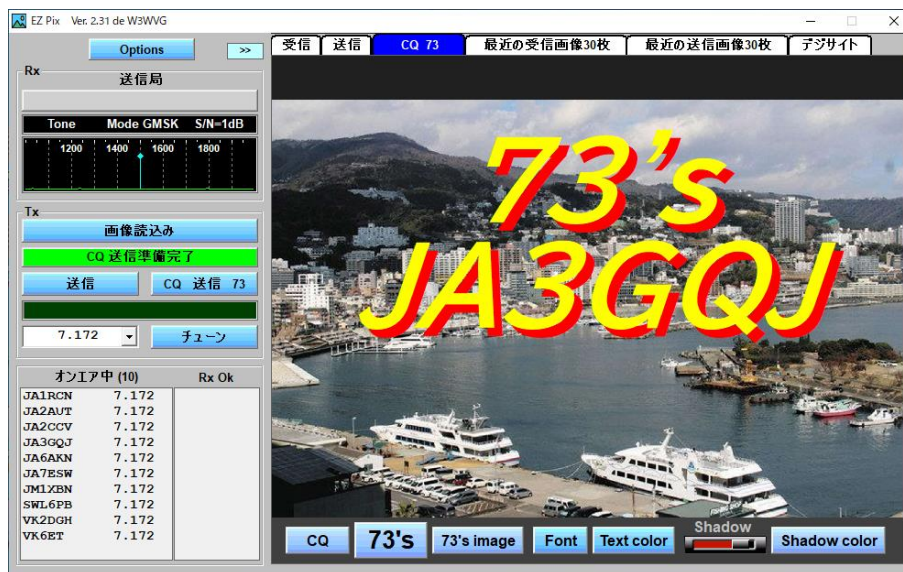 EZ Pix Ver. 2.31 de W3WVG
Options
>>
受信 送信 CQ 73 最近の受信画像30枚 最近の送信画像30枚 デジサイト
Rx
送信局
Tone Mode GMSK S/N=1dB
1200 1400 1600 1800
Tx
画像読込み
CQ 送信準備完了
送信 CQ 送信 73
7.172 チューン
オンエア中 (10) Rx Ok
JA1RCN 7.172
JA2AUT 7.172
JA2CCV 7.172
JA3GQJ 7.172
JA6AKN 7.172
JA7ESW 7.172
JM1XBN 7.172
SWL6PB 7.172
VK2DGH 7.172
VK6ET 7.172
73's
JA3GQJ
CQ 73's 73's image Font Text color Shadow Shadow color